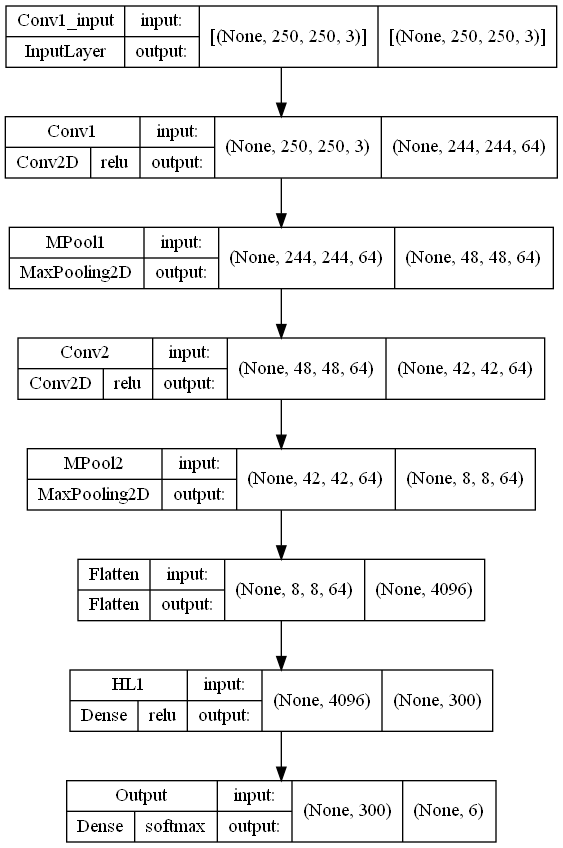 Conv1_input input: [(None, 250, 250, 3)] [(None, 250, 250, 3)]
InputLayer output:
Conv1 input: (None, 250, 250, 3) (None, 244, 244, 64)
Conv2D relu output:
MPool1 input: (None, 244, 244, 64) (None, 48, 48, 64)
MaxPooling2D output:
Conv2 input: (None, 48, 48, 64) (None, 42, 42, 64)
Conv2D relu output:
MPool2 input: (None, 42, 42, 64) (None, 8, 8, 64)
MaxPooling2D output:
Flatten input: (None, 8, 8, 64) (None, 4096)
Flatten output:
HL1 input: (None, 4096) (None, 300)
Dense relu output:
Output input: (None, 300) (None, 6)
Dense softmax output: